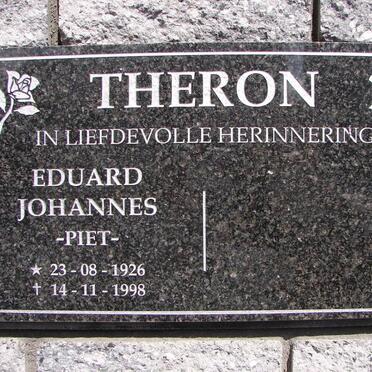 THERON
IN LIEFDEVOLLE HERINNERING
EDUARD
JOHANNES
-PIET-
★ 23 - 08 - 1926
† 14 - 11 - 1998